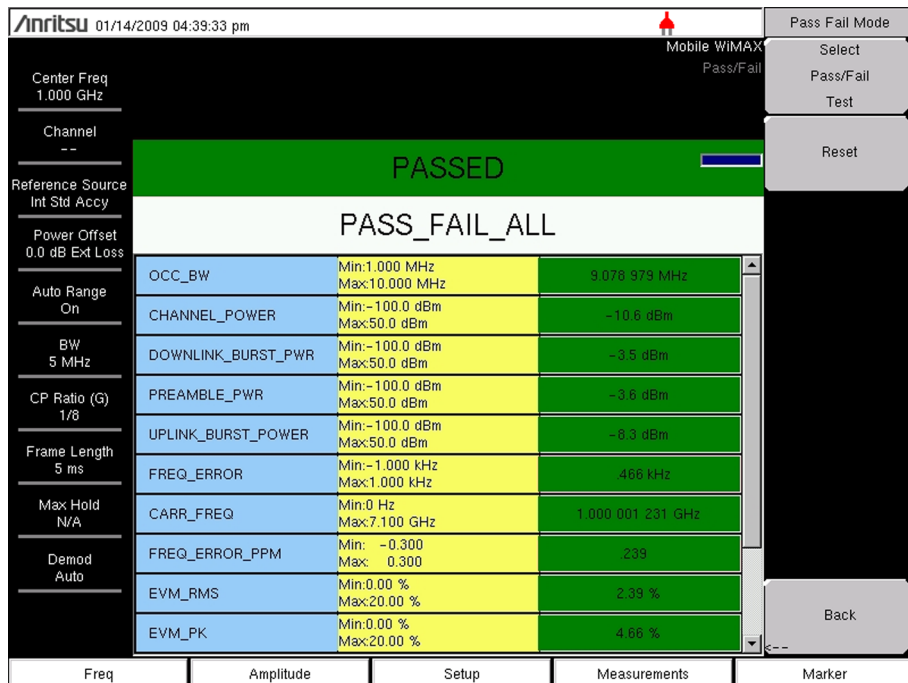 Anritsu 01/14/2009 04:39:33 pm
Mobile WiMAX
Pass/Fail
Center Freq
1.000 GHz
Channel
--
Reference Source
Int Std Accy
Power Offset
0.0 dB Ext Loss
Auto Range
On
BW
5 MHz
CP Ratio (G)
1/8
Frame Length
5 ms
Max Hold
N/A
Demod
Auto
PASSED
PASS_FAIL_ALL
OCC_BW Min:1.000 MHz 9.078 979 MHz
Max:10.000 MHz
CHANNEL_POWER Min:-100.0 dBm -10.6 dBm
Max:50.0 dBm
DOWNLINK_BURST_PWR Min:-100.0 dBm -3.5 dBm
Max:50.0 dBm
PREAMBLE_PWR Min:-100.0 dBm -3.6 dBm
Max:50.0 dBm
UPLINK_BURST_POWER Min:-100.0 dBm -8.3 dBm
Max:50.0 dBm
FREQ_ERROR Min:-1.000 kHz .466 kHz
Max:1.000 kHz
CARR_FREQ Min:0 Hz 1.000 001 231 GHz
Max:7.100 GHz
FREQ_ERROR_PPM Min: -0.300 .239
Max: 0.300
EVM_RMS Min:0.00 % 2.39 %
Max:20.00 %
EVM_PK Min:0.00 % 4.66 %
Max:20.00 %
Pass Fail Mode
Select
Pass/Fail
Test
Reset
Back
<--
Freq Amplitude Setup Measurements Marker